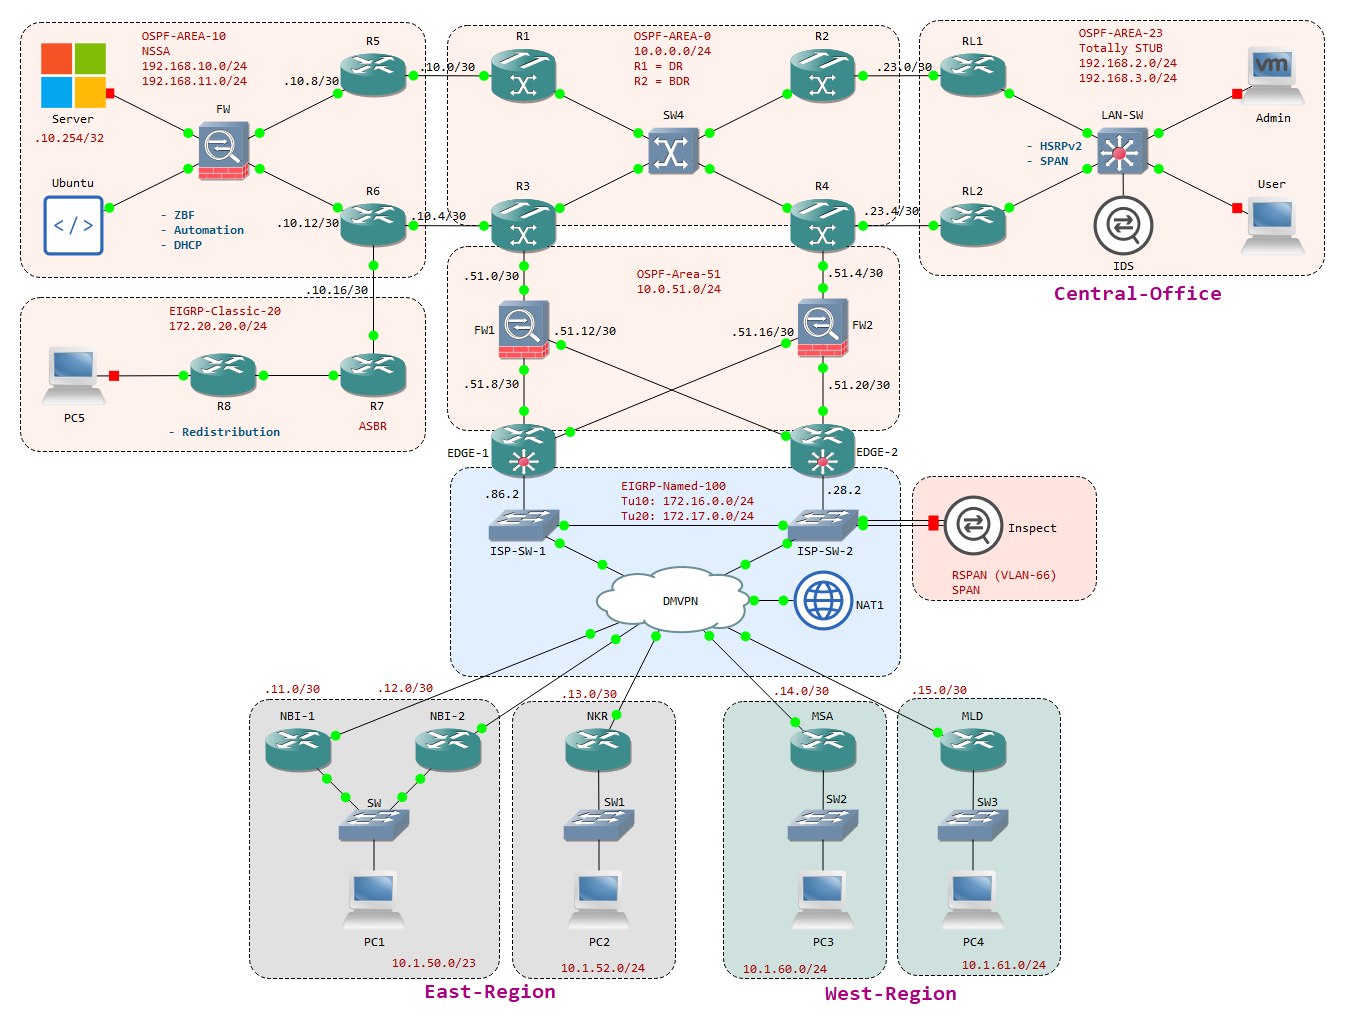 OSPF-AREA-10
NSSA
192.168.10.0/24
192.168.11.0/24
Server
.10.254/32
FW
Ubuntu
</>
- ZBF
- Automation
- DHCP
R5
.10.8/30
R6
.10.12/30
.10.0/30
.10.4/30
.10.16/30
R1
OSPF-AREA-0
10.0.0.0/24
R1 = DR
R2 = BDR
R2
SW4
R3
R4
.23.0/30
.23.4/30
RL1
OSPF-AREA-23
Totally STUB
192.168.2.0/24
192.168.3.0/24
vm
Admin
LAN-SW
- HSRPv2
- SPAN
RL2
User
IDS
Central-Office
EIGRP-Classic-20
172.20.20.0/24
PC5
R8
R7
ASBR
- Redistribution
OSPF-Area-51
10.0.51.0/24
.51.0/30
.51.4/30
FW1
.51.12/30
.51.16/30
FW2
.51.8/30
.51.20/30
EDGE-1
EDGE-2
EIGRP-Named-100
Tu10: 172.16.0.0/24
Tu20: 172.17.0.0/24
.86.2
.28.2
ISP-SW-1
ISP-SW-2
DMVPN
NAT1
Inspect
RSPAN (VLAN-66)
SPAN
.11.0/30
.12.0/30
.13.0/30
.14.0/30
.15.0/30
NBI-1
NBI-2
SW
PC1
10.1.50.0/23
NKR
SW1
PC2
10.1.52.0/24
East-Region
MSA
SW2
PC3
10.1.60.0/24
MLD
SW3
PC4
10.1.61.0/24
West-Region